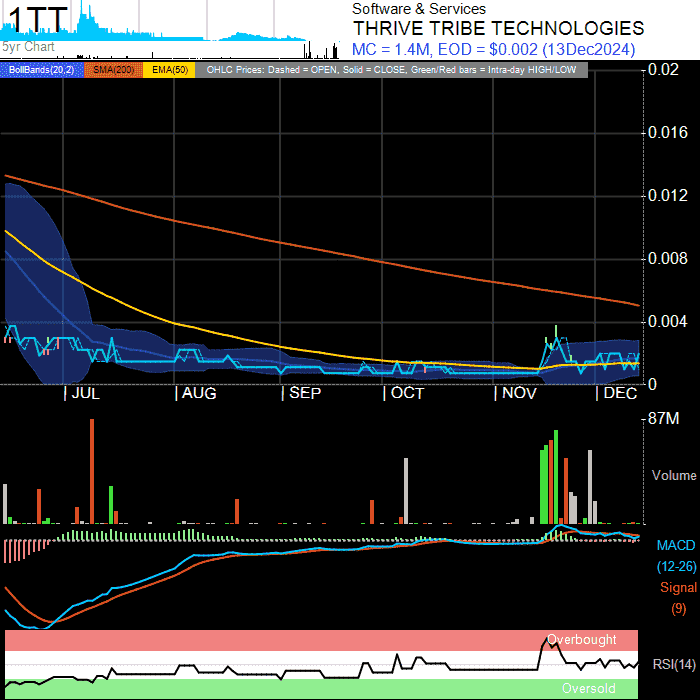 1TT
5yr Chart
Software & Services
THRIVE TRIBE TECHNOLOGIES
MC = 1.4M, EOD = $0.002 (13Dec2024)
BollBands(20,2) SMA(200) EMA(50) OHLC Prices: Dashed = OPEN, Solid = CLOSE, Green/Red bars = Intra-day HIGH/LOW
0.02
0.016
0.012
0.008
0.004
0
| JUL | AUG | SEP | OCT | NOV | DEC
87M
Volume
MACD
(12-26)
Signal
(9)
Overbought
RSI(14)
Oversold